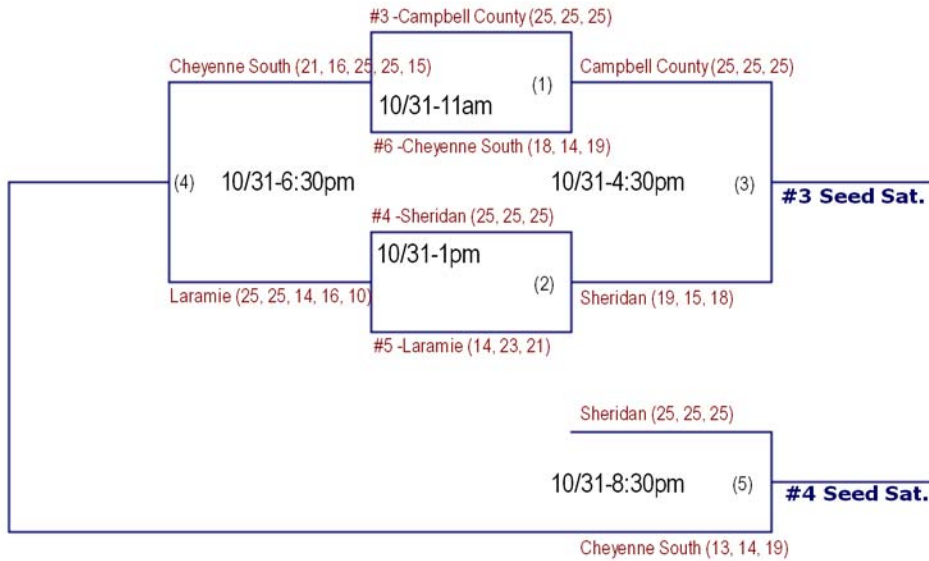 #3 -Campbell County (25, 25, 25)
Cheyenne South (21, 16, 25, 25, 15)
Campbell County (25, 25, 25)
(1)
10/31-11am
#6 -Cheyenne South (18, 14, 19)
(4)
10/31-6:30pm
10/31-4:30pm
(3)
#3 Seed Sat.
#4 -Sheridan (25, 25, 25)
10/31-1pm
(2)
Laramie (25, 25, 14, 16, 10)
Sheridan (19, 15, 18)
#5 -Laramie (14, 23, 21)
Sheridan (25, 25, 25)
10/31-8:30pm
(5)
#4 Seed Sat.
Cheyenne South (13, 14, 19)